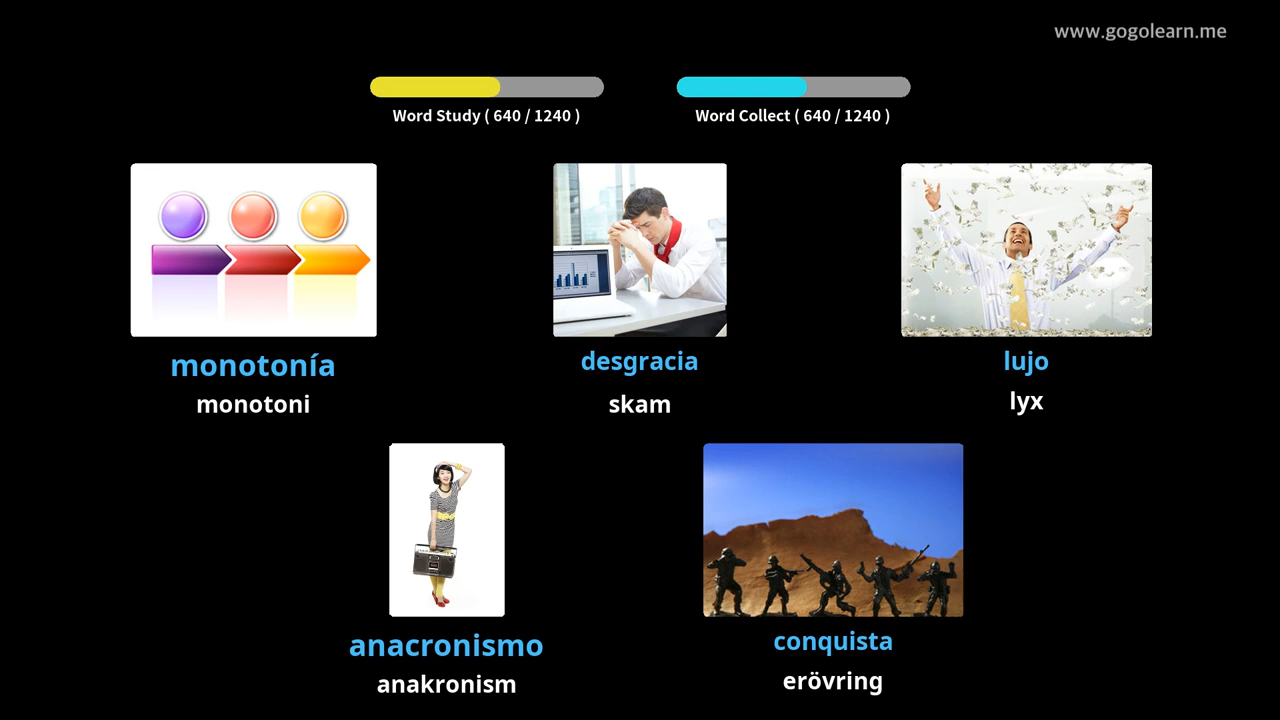 www.gogolearn.me
Word Study ( 640 / 1240 )
Word Collect ( 640 / 1240 )
monotonía
monotoni
desgracia
skam
lujo
lyx
anacronismo
anakronism
conquista
erövring